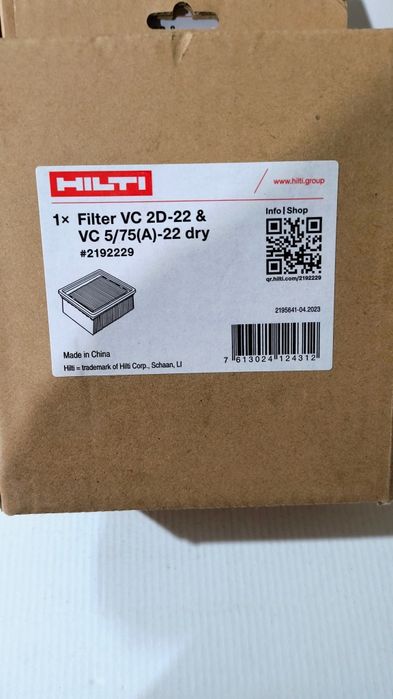 HILTI
www.hilti.group
1× Filter VC 2D-22 &
VC 5/75(A)-22 dry
#2192229
Info | Shop
qr.hilti.com/2192229
2195641-04.2023
Made in China
Hilti = trademark of Hilti Corp., Schaan, LI
7 613024 124312